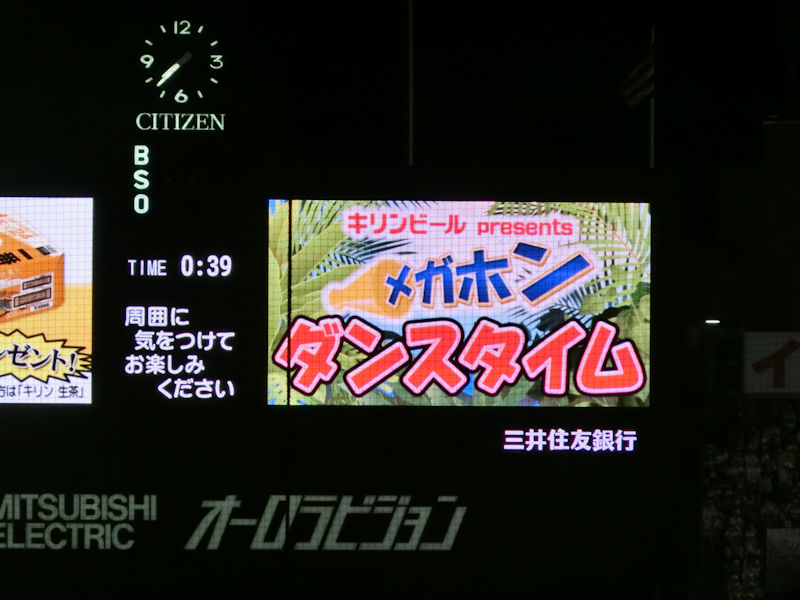 12
9 3
6
CITIZEN
B
S
O
TIME 0:39
周囲に
気をつけて
お楽しみ
ください
ゼント!
方は「キリン 生茶」
キリンビール presents
メガホン
ダンスタイム
三井住友銀行
MITSUBISHI
ELECTRIC
オーロラビジョン
イ